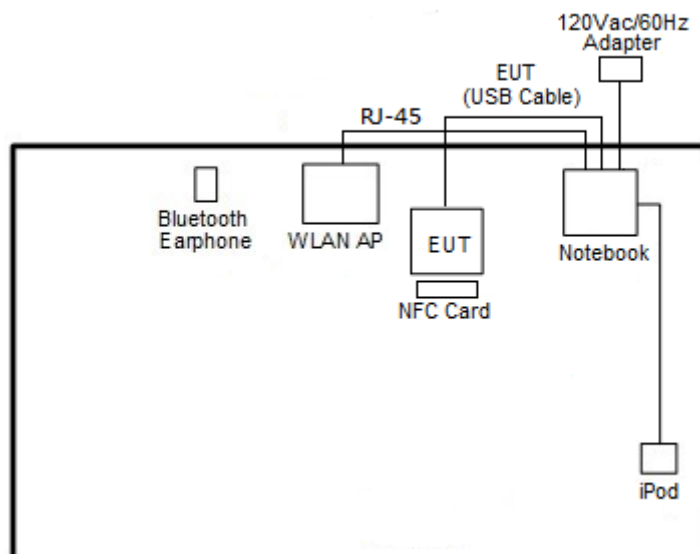 120Vac/60Hz
Adapter
EUT
(USB Cable)
RJ-45
Bluetooth
Earphone
WLAN AP
EUT
Notebook
NFC Card
iPod